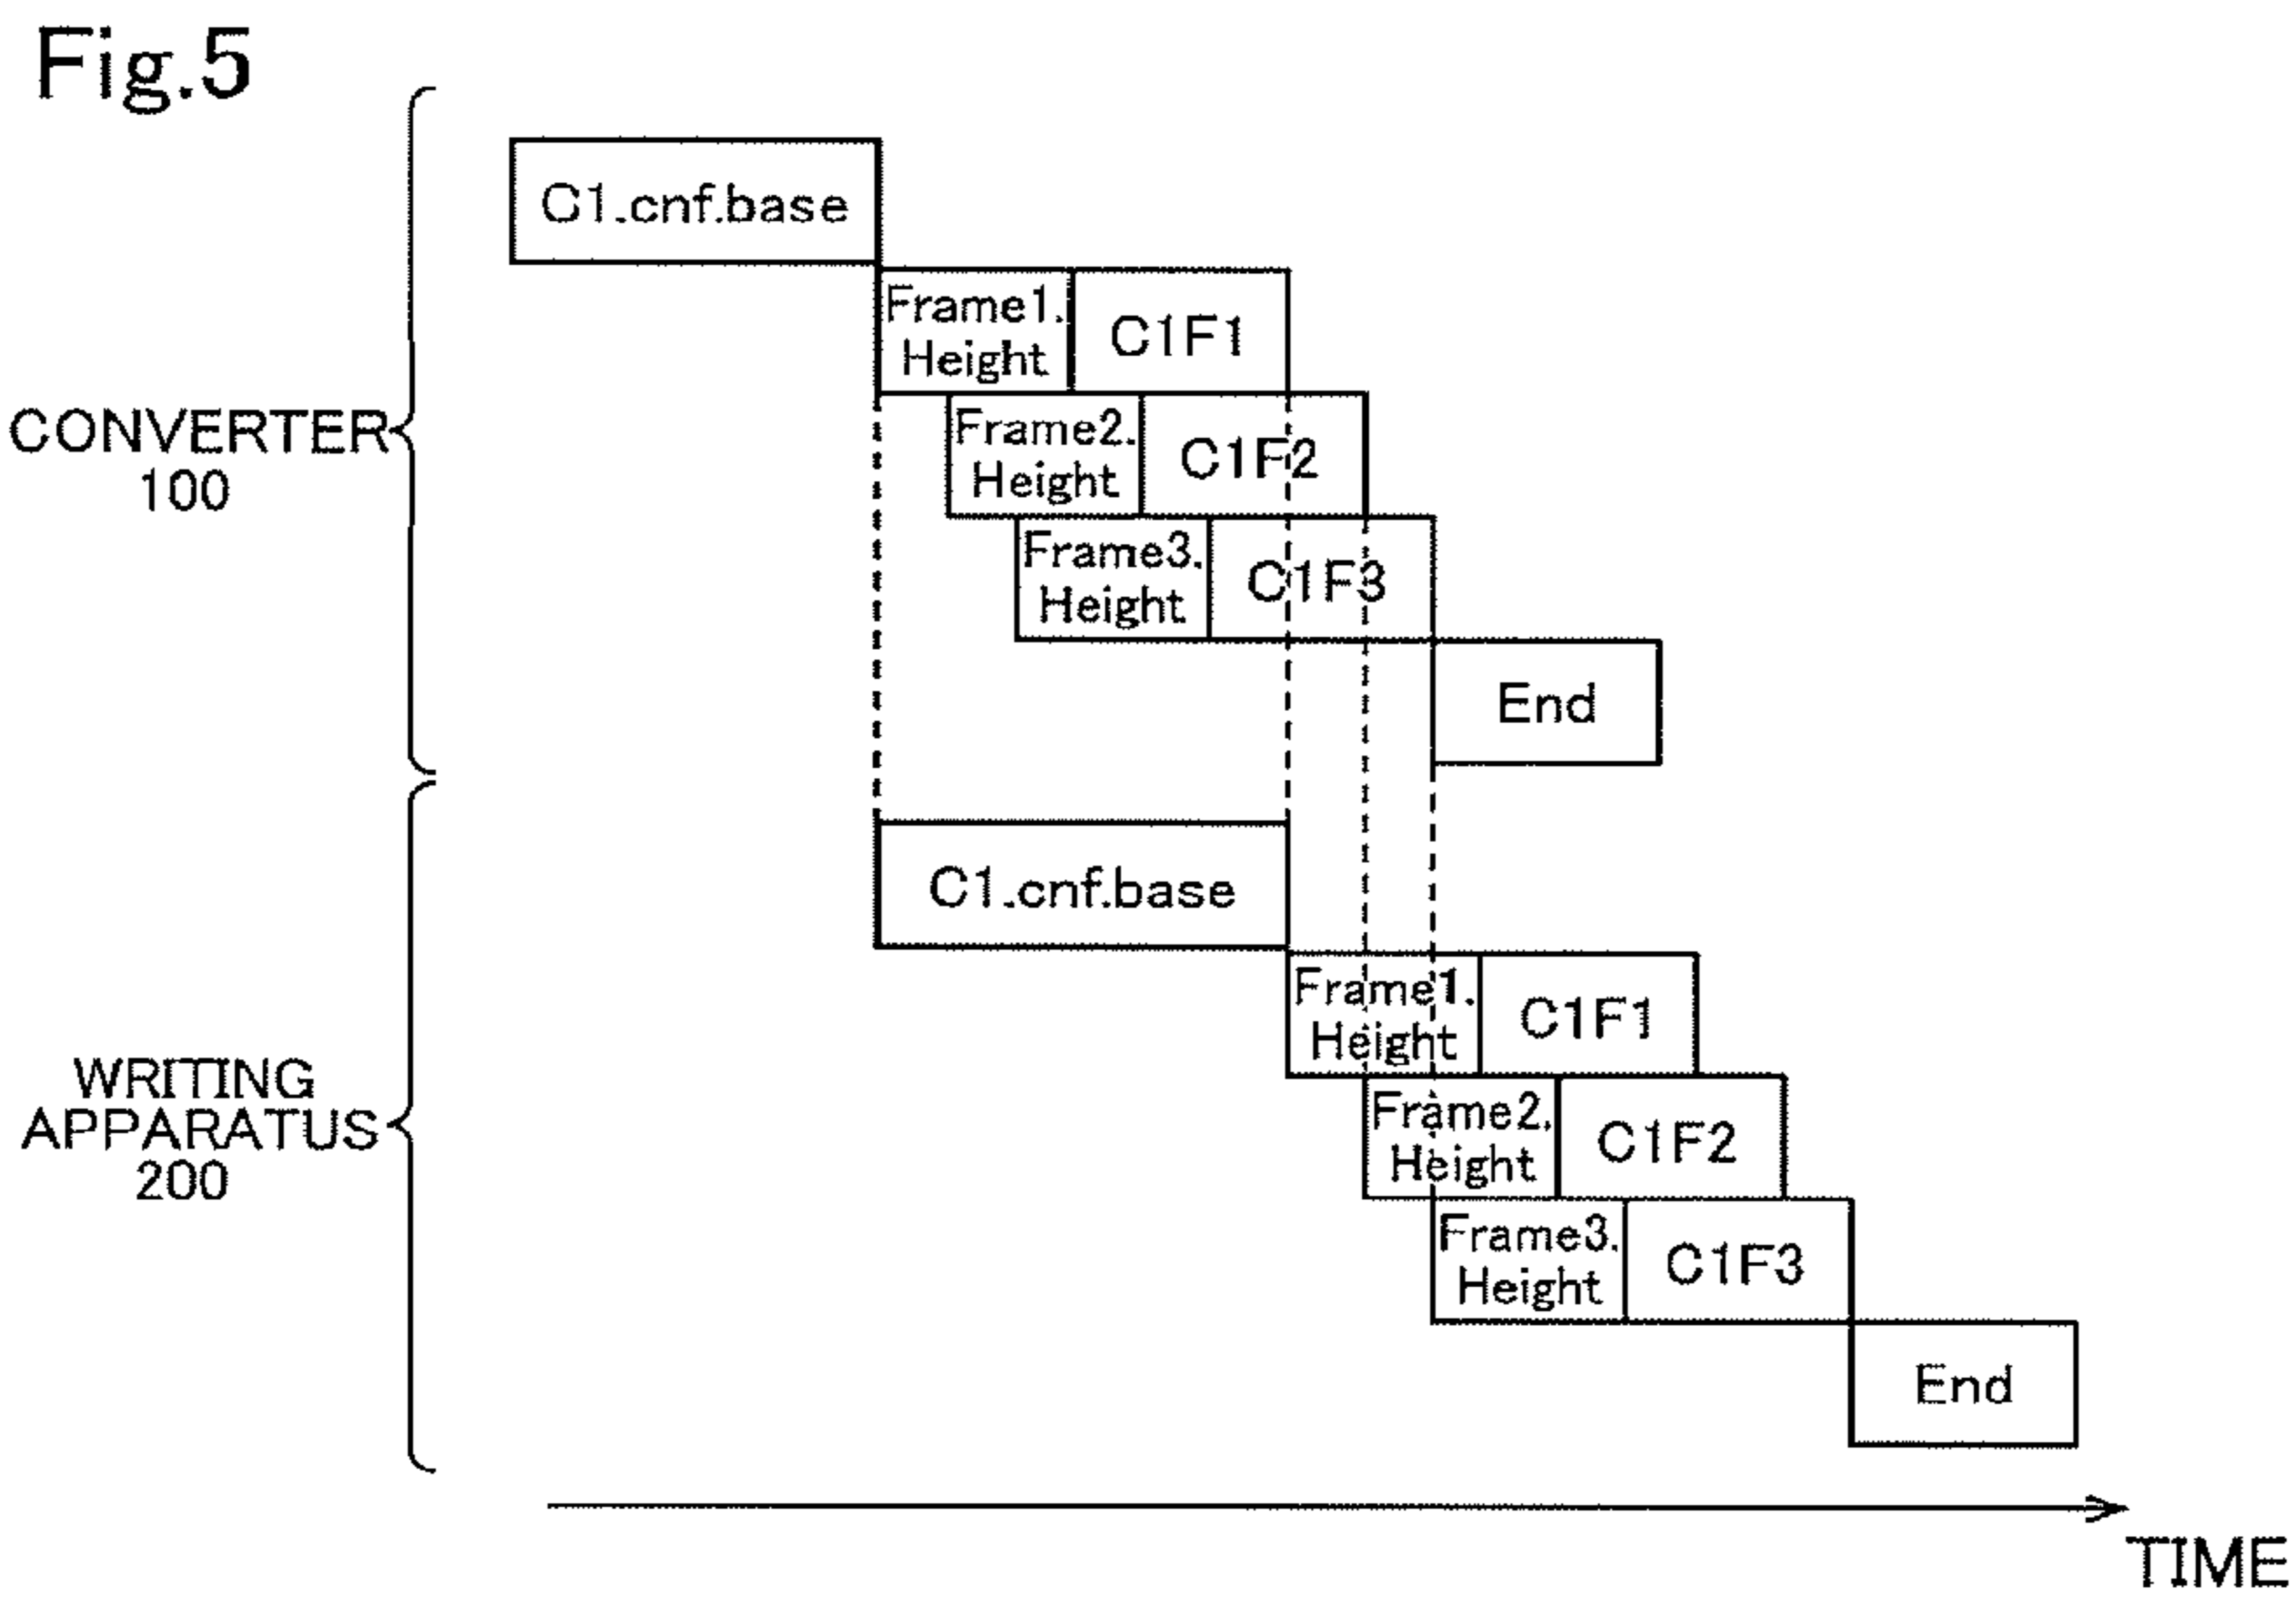 Fig.5
C1.cnf.base
Frame1.
Height
C1F1
CONVERTER
100
Frame2.
Height
C1F2
Frame3.
Height
C1F3
End
C1.cnf.base
Frame1.
Height
C1F1
WRITING
APPARATUS
200
Frame2.
Height
C1F2
Frame3.
Height
C1F3
End
TIME